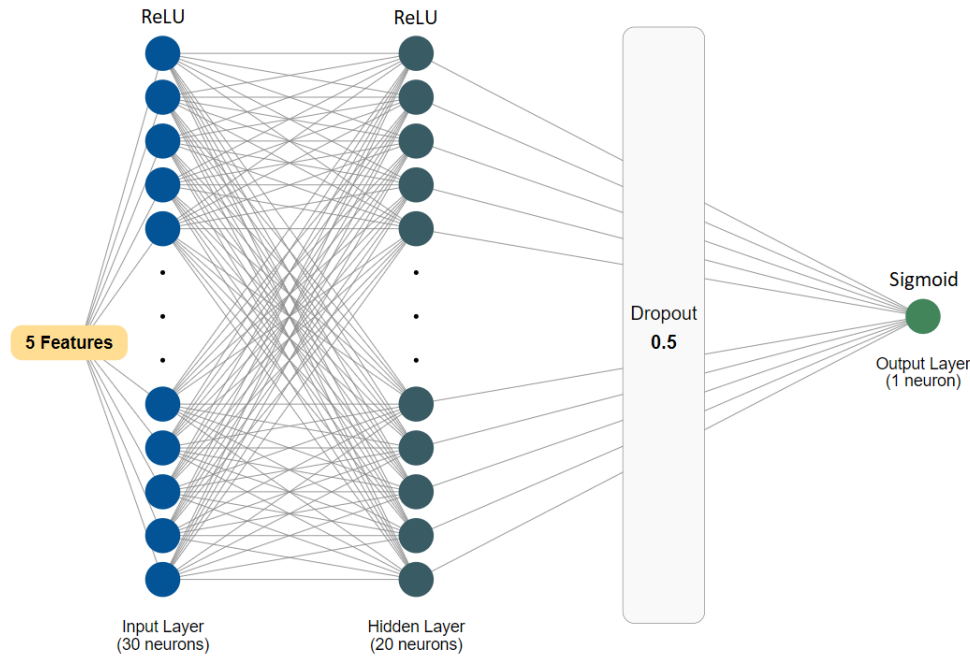 ReLU
ReLU
5 Features
Dropout
0.5
Sigmoid
Output Layer
(1 neuron)
Input Layer
(30 neurons)
Hidden Layer
(20 neurons)